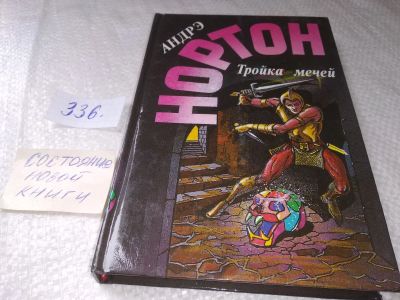 АНДРЭ
НОРТОН
Тройка мечей
336.
СОСТОЯНИЕ
НОВОЙ
КНИГИ